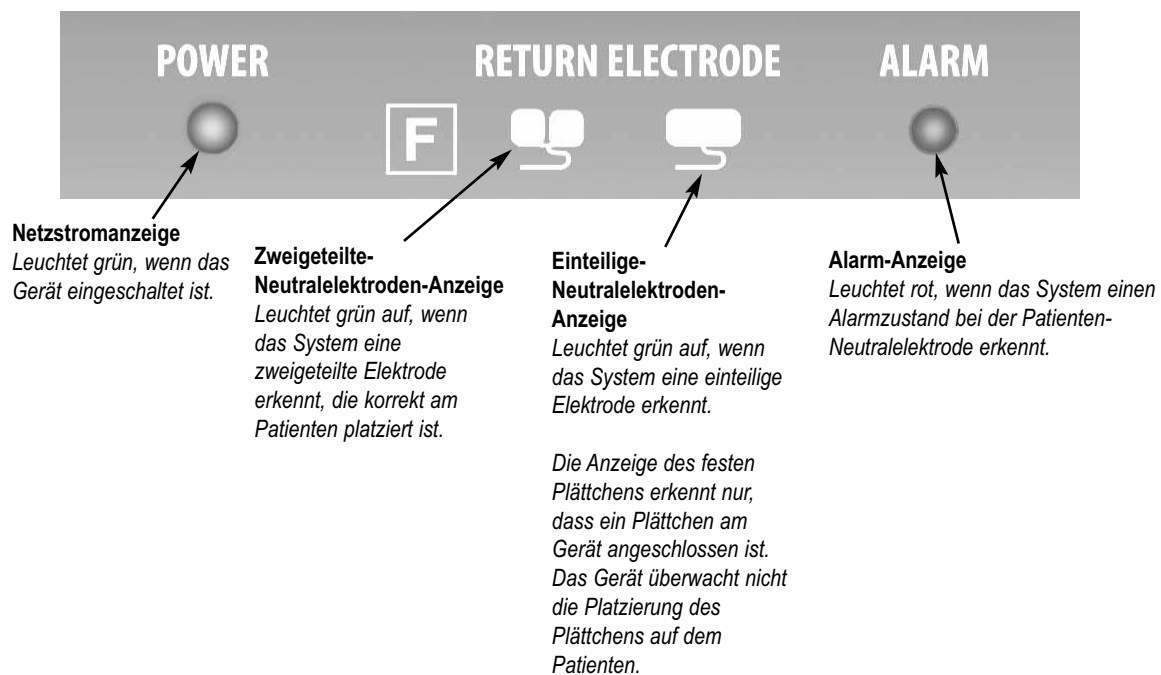 POWER
RETURN ELECTRODE
ALARM
F
Netzstromanzeige
Leuchtet grün, wenn das
Gerät eingeschaltet ist.
Zweigeteilte-
Neutralelektroden-Anzeige
Leuchtet grün auf, wenn
das System eine
zweigeteilte Elektrode
erkennt, die korrekt am
Patienten platziert ist.
Einteilige-
Neutralelektroden-
Anzeige
Leuchtet grün auf, wenn
das System eine einteilige
Elektrode erkennt.
Die Anzeige des festen
Plättchens erkennt nur,
dass ein Plättchen am
Gerät angeschlossen ist.
Das Gerät überwacht nicht
die Platzierung des
Plättchens auf dem
Patienten.
Alarm-Anzeige
Leuchtet rot, wenn das System einen
Alarmzustand bei der Patienten-
Neutralelektrode erkennt.